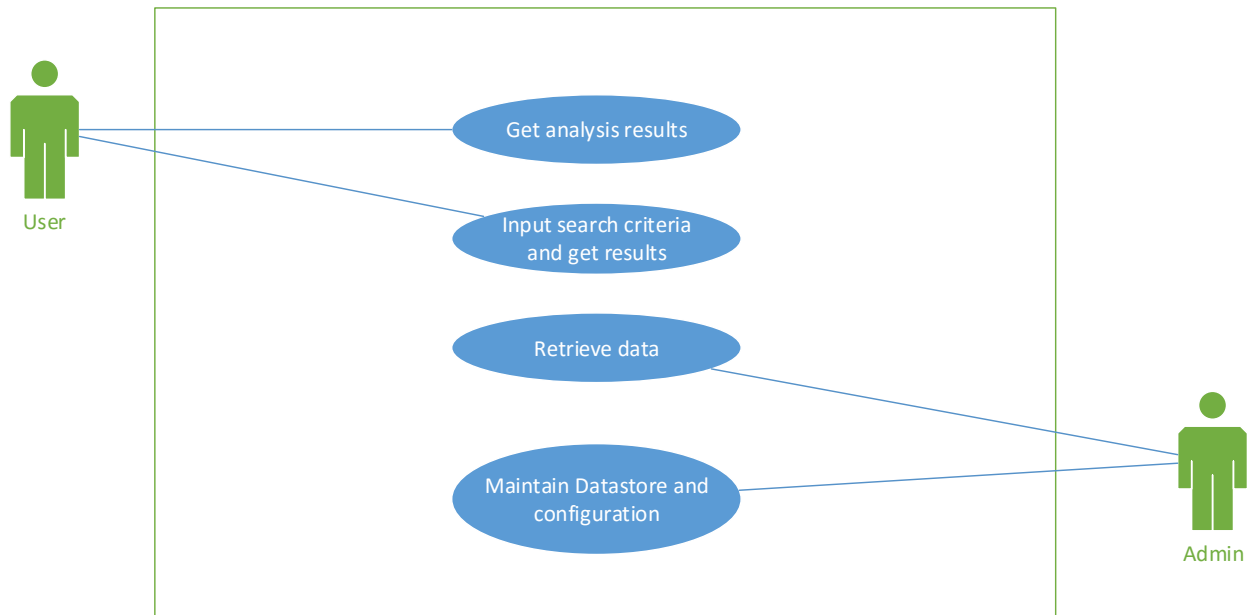 Get analysis results
User
Input search criteria
and get results
Retrieve data
Maintain Datastore and
configuration
Admin